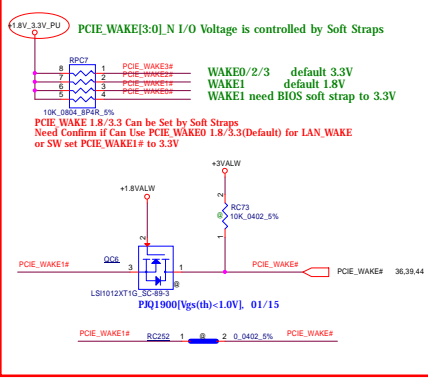 +1.8V_3.3V_PU
PCIE_WAKE[3:0]_N I/O Voltage is controlled by Soft Straps
RPC7
8 1 PCIE_WAKE3#
7 2 PCIE_WAKE2#
6 3 PCIE_WAKE1#
5 4 PCIE_WAKE0#
10K_0804_8P4R_5%
WAKE0/2/3 default 3.3V
WAKE1 default 1.8V
WAKE1 need BIOS soft strap to 3.3V
PCIE_WAKE 1.8/3.3 Can be Set by Soft Straps
Need Confirm if Can Use PCIE_WAKE0 1.8/3.3(Default) for LAN_WAKE
or SW set PCIE_WAKE1# to 3.3V
+3VALW
+1.8VALW
2
RC73
@ 10K_0402_5%
1
2
PCIE_WAKE1# QC6 3 1 PCIE_WAKE# PCIE_WAKE# 36,39,44
@
LSI1012XT1G_SC-89-3
PJQ1900[Vgs(th)<1.0V], 01/15
PCIE_WAKE1# RC252 1 @ 2 0_0402_5% PCIE_WAKE#